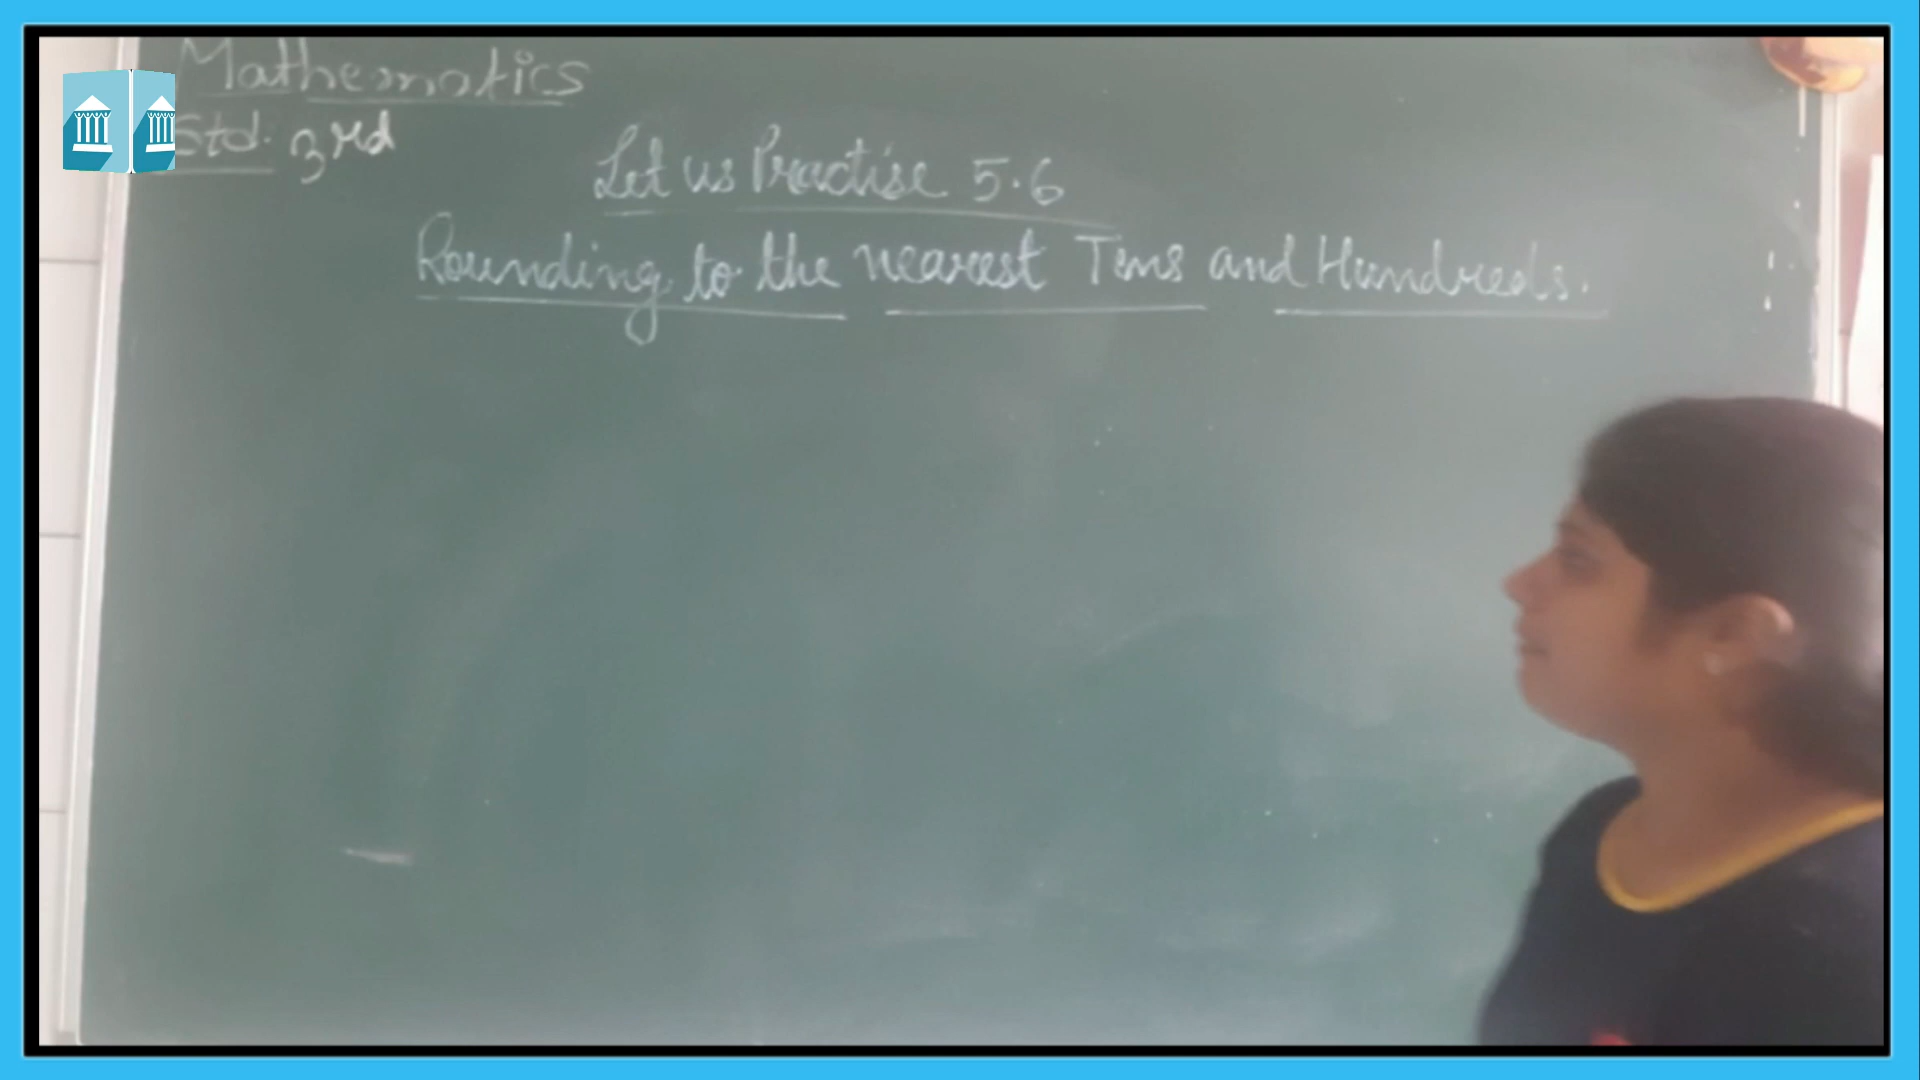 Mathematics
Std. 3rd
Let us Practise 5.6
Rounding to the nearest Tens and Hundreds.